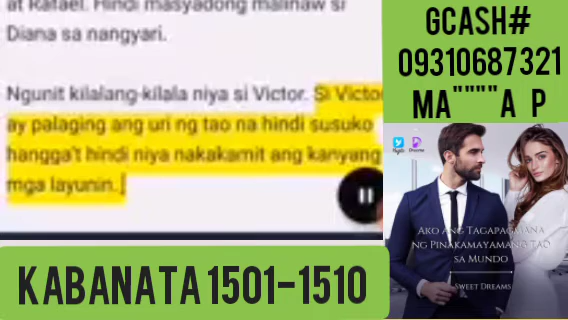 at Rafael. Hindi masyadong malinaw si
Diana sa nangyari.
Ngunit kilalang-kilala niya si Victor. Si Victo
ay palaging ang uri ng tao na hindi susuko
hangga't hindi niya nakakamit ang kanyang
mga layunin.
GCASH#
09310687321
MA""""A P
AKO ANG TAGAPAGMANA
NG PINAKAMAYAMANG TAO
SA MUNDO
SWEET DREAMS
KABANATA 1501-1510